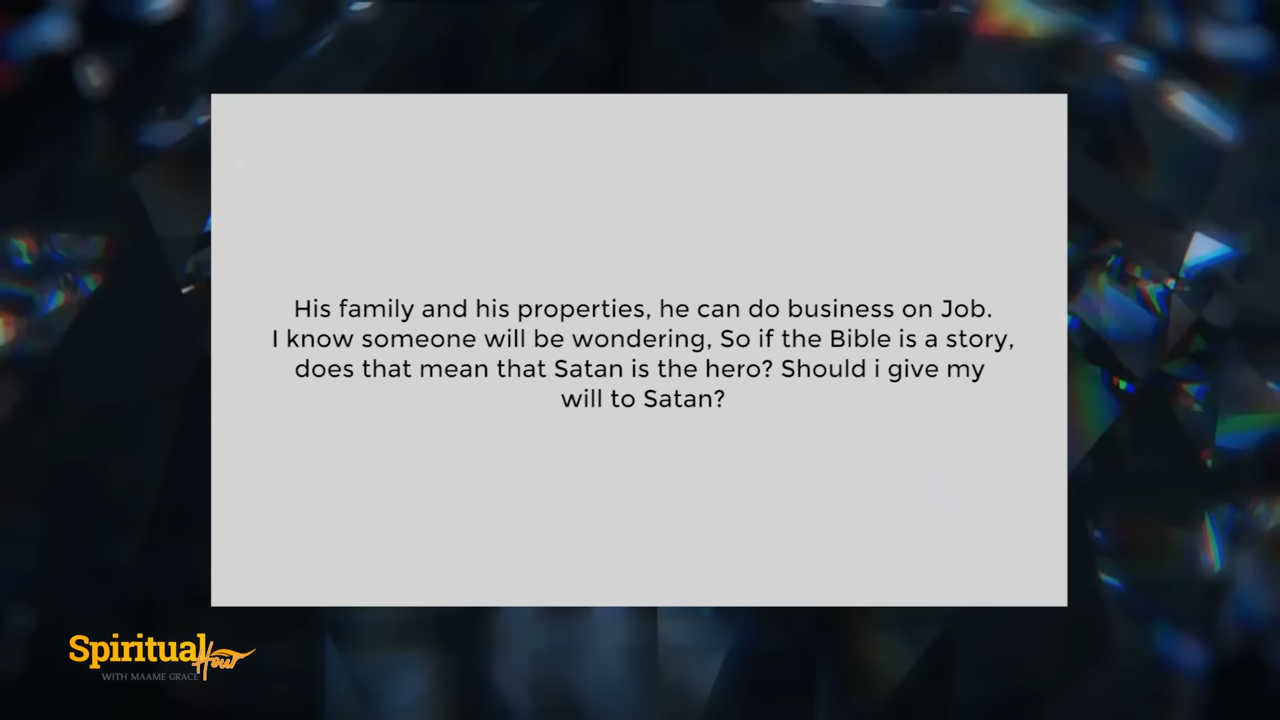 His family and his properties, he can do business on Job.
I know someone will be wondering, So if the Bible is a story,
does that mean that Satan is the hero? Should i give my
will to Satan?
Spiritual
Hour
WITH MAAME GRACE